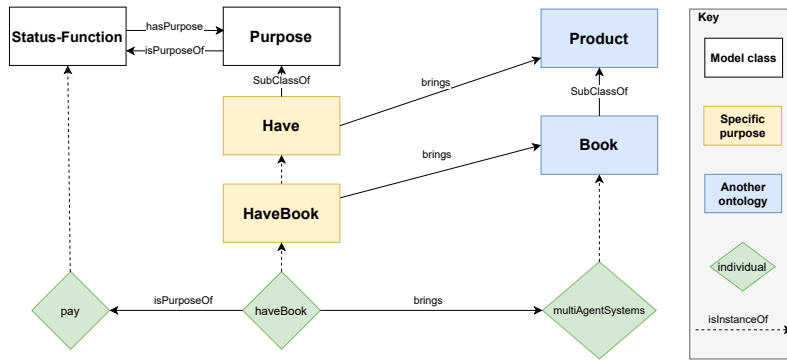 Status-Function
hasPurpose
isPurposeOf
Purpose
Product
SubClassOf
brings
SubClassOf
Have
brings
Book
HaveBook
pay
isPurposeOf
haveBook
brings
multiAgentSystems
Key
Model class
Specific
purpose
Another
ontology
individual
isInstanceOf